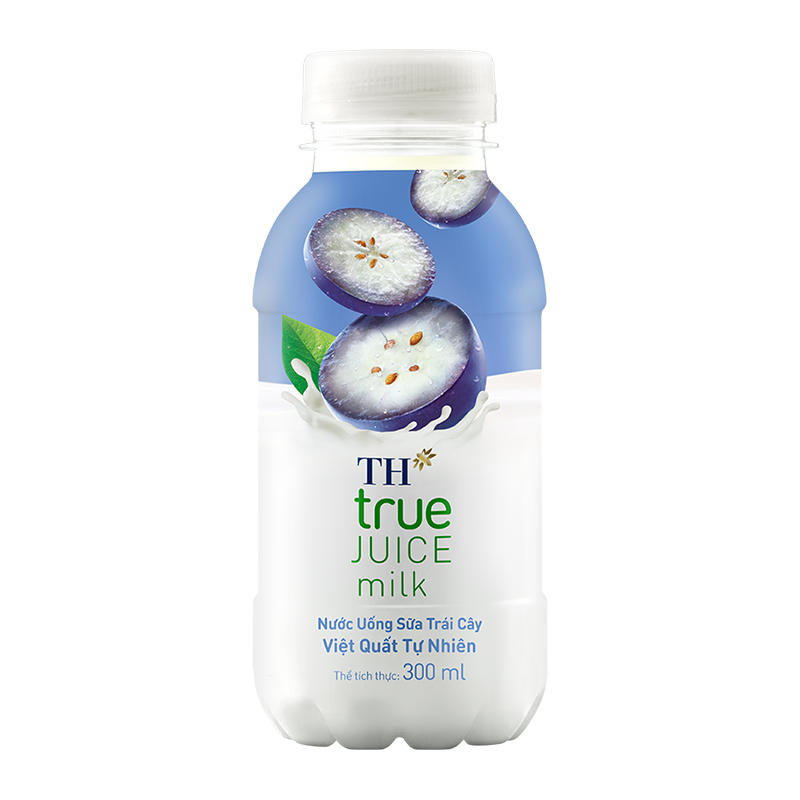 TH
true
JUICE
milk
Nước Uống Sữa Trái Cây
Việt Quất Tự Nhiên
Thể tích thực: 300 ml